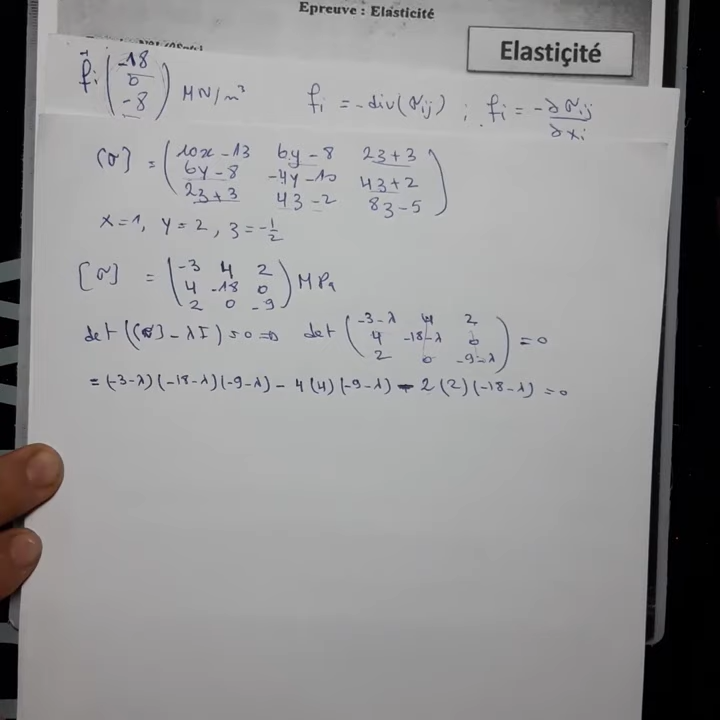 Epreuve : Elasticité
Elastiçité
f⃗i (-18 0 -8) MN/m³ fi = -div(σij) ; fi = -∂σij/∂xi
[σ] = (10x-13 6y-8 2z+3
6y-8 -4y-10 4z+2
2z+3 4z-2 8z-5)
x=1, y=2, z=-1/2
[σ] = (-3 4 2
4 -18 0
2 0 -9) MPa
det([σ]-λI)=0 => det (-3-λ 4 2
4 -18-λ 0
2 0 -9-λ) = 0
= (-3-λ)(-18-λ)(-9-λ) - 4(4)(-9-λ) - 2(2)(-18-λ) = 0